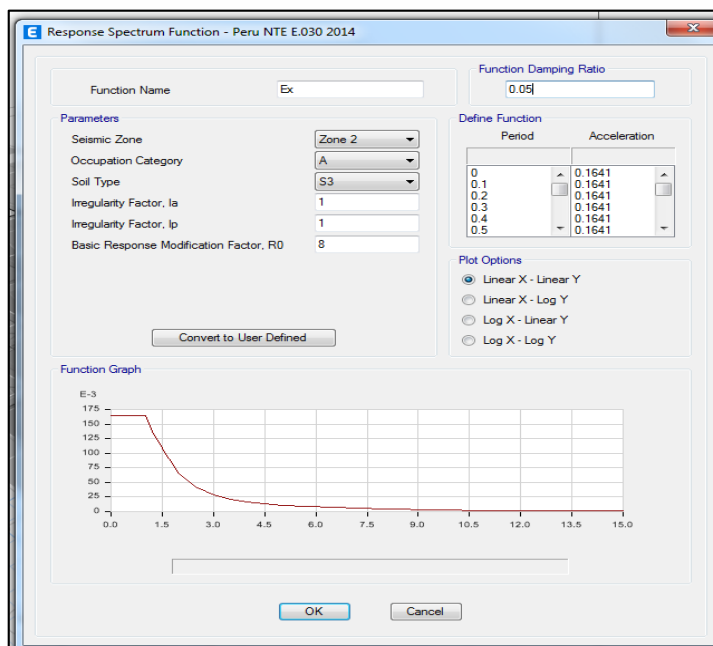 E Response Spectrum Function - Peru NTE E.030 2014
Function Name Ex
Function Damping Ratio
0.05
Parameters
Seismic Zone Zone 2
Occupation Category A
Soil Type S3
Irregularity Factor, Ia 1
Irregularity Factor, Ip 1
Basic Response Modification Factor, R0 8
Convert to User Defined
Define Function
Period Acceleration
0 0.1641
0.1 0.1641
0.2 0.1641
0.3 0.1641
0.4 0.1641
0.5 0.1641
Plot Options
Linear X - Linear Y
Linear X - Log Y
Log X - Linear Y
Log X - Log Y
Function Graph
E-3
175
150
125
100
75
50
25
0
0.0 1.5 3.0 4.5 6.0 7.5 9.0 10.5 12.0 13.5 15.0
OK Cancel